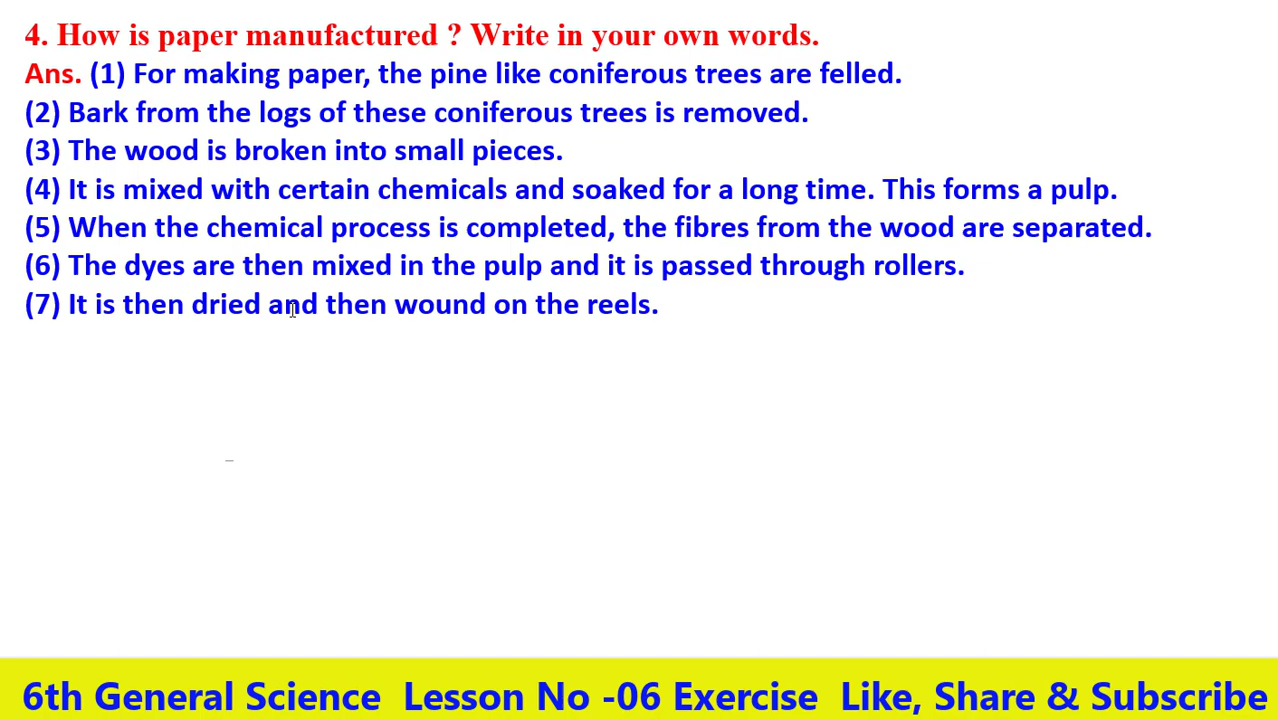 4. How is paper manufactured ? Write in your own words.
Ans. (1) For making paper, the pine like coniferous trees are felled.
(2) Bark from the logs of these coniferous trees is removed.
(3) The wood is broken into small pieces.
(4) It is mixed with certain chemicals and soaked for a long time. This forms a pulp.
(5) When the chemical process is completed, the fibres from the wood are separated.
(6) The dyes are then mixed in the pulp and it is passed through rollers.
(7) It is then dried and then wound on the reels.
6th General Science Lesson No -06 Exercise Like, Share & Subscribe